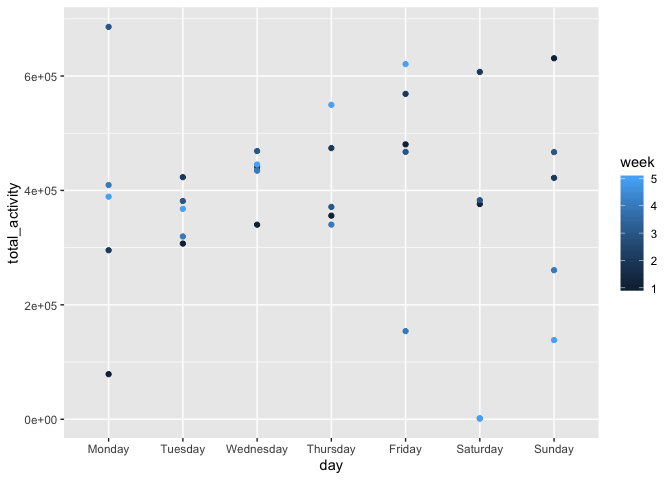 total_activity
6e+05
4e+05
2e+05
0e+00
Monday Tuesday Wednesday Thursday Friday Saturday Sunday
day
week
5
4
3
2
1